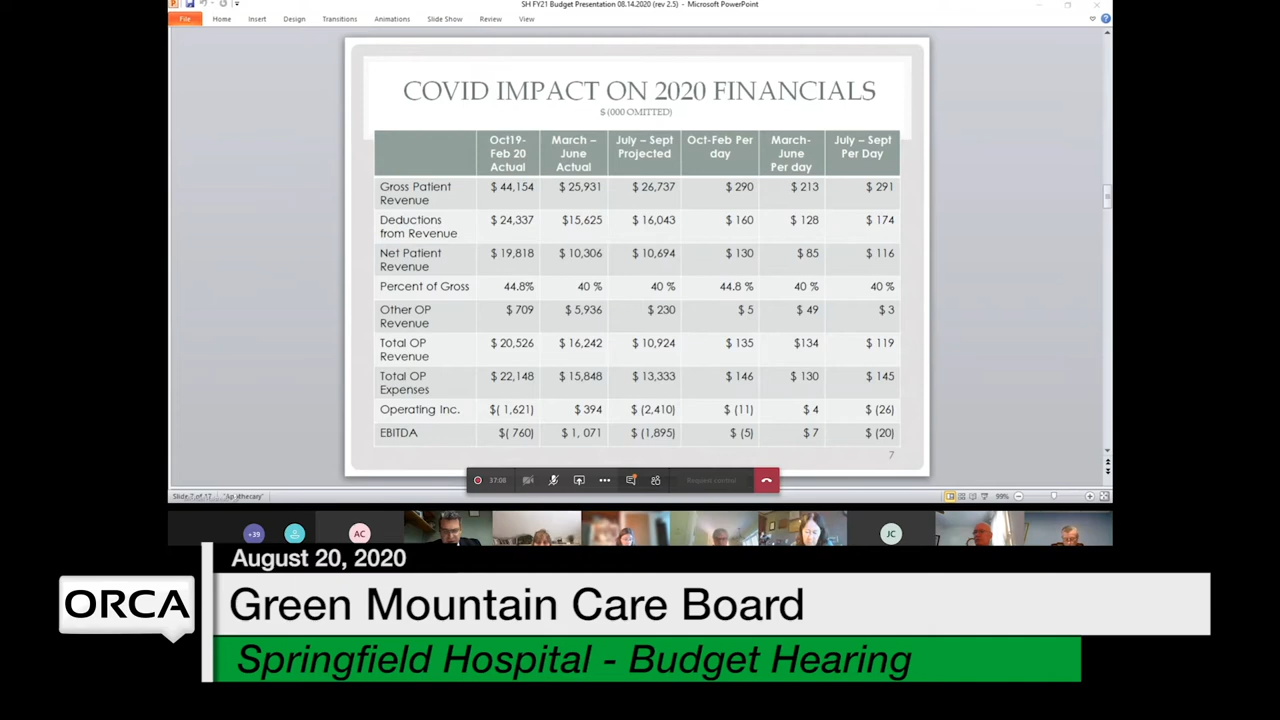 SH FY21 Budget Presentation 08.14.2020 (rev 2.5) - Microsoft PowerPoint
File Home Insert Design Transitions Animations Slide Show Review View
COVID IMPACT ON 2020 FINANCIALS
$ (000 OMITTED)
Oct19-Feb 20 Actual March – June Actual July – Sept Projected Oct-Feb Per day March-June Per day July – Sept Per Day
Gross Patient Revenue $ 44,154 $ 25,931 $ 26,737 $ 290 $ 213 $ 291
Deductions from Revenue $ 24,337 $15,625 $ 16,043 $ 160 $ 128 $ 174
Net Patient Revenue $ 19,818 $ 10,306 $ 10,694 $ 130 $ 85 $ 116
Percent of Gross 44.8% 40 % 40 % 44.8 % 40 % 40 %
Other OP Revenue $ 709 $ 5,936 $ 230 $ 5 $ 49 $ 3
Total OP Revenue $ 20,526 $ 16,242 $ 10,924 $ 135 $134 $ 119
Total OP Expenses $ 22,148 $ 15,848 $ 13,333 $ 146 $ 130 $ 145
Operating Inc. $( 1,621) $ 394 $ (2,410) $ (11) $ 4 $ (26)
EBITDA $( 760) $ 1, 071 $ (1,895) $ (5) $ 7 $ (20)
7
37:08 Request control
Slide 7 of 17 "Apothecary" 99%
+39 AC JC
August 20, 2020
ORCA
Green Mountain Care Board
Springfield Hospital - Budget Hearing